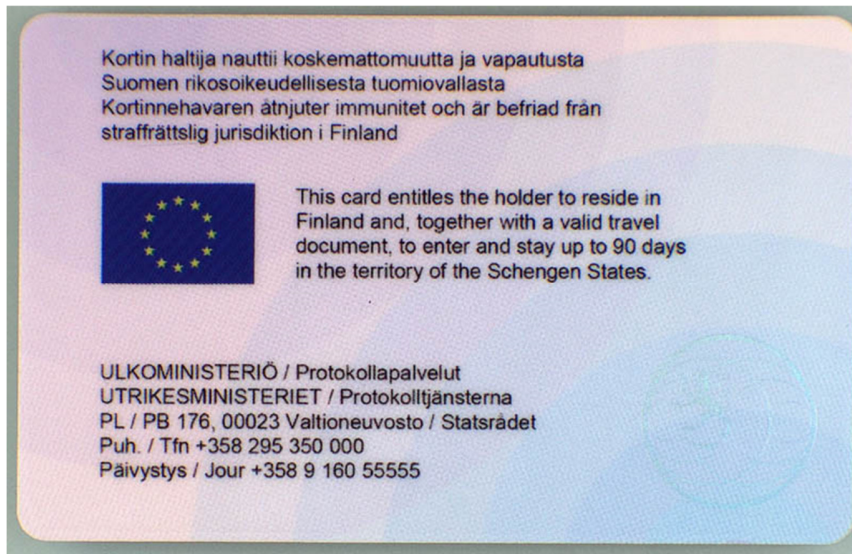 Kortin haltija nauttii koskemattomuutta ja vapautusta
Suomen rikosoikeudellisesta tuomiovallasta
Kortinnehavaren åtnjuter immunitet och är befriad från
straffrättslig jurisdiktion i Finland
This card entitles the holder to reside in
Finland and, together with a valid travel
document, to enter and stay up to 90 days
in the territory of the Schengen States.
ULKOMINISTERIÖ / Protokollapalvelut
UTRIKESMINISTERIET / Protokolltjänsterna
PL / PB 176, 00023 Valtioneuvosto / Statsrådet
Puh. / Tfn +358 295 350 000
Päivystys / Jour +358 9 160 55555